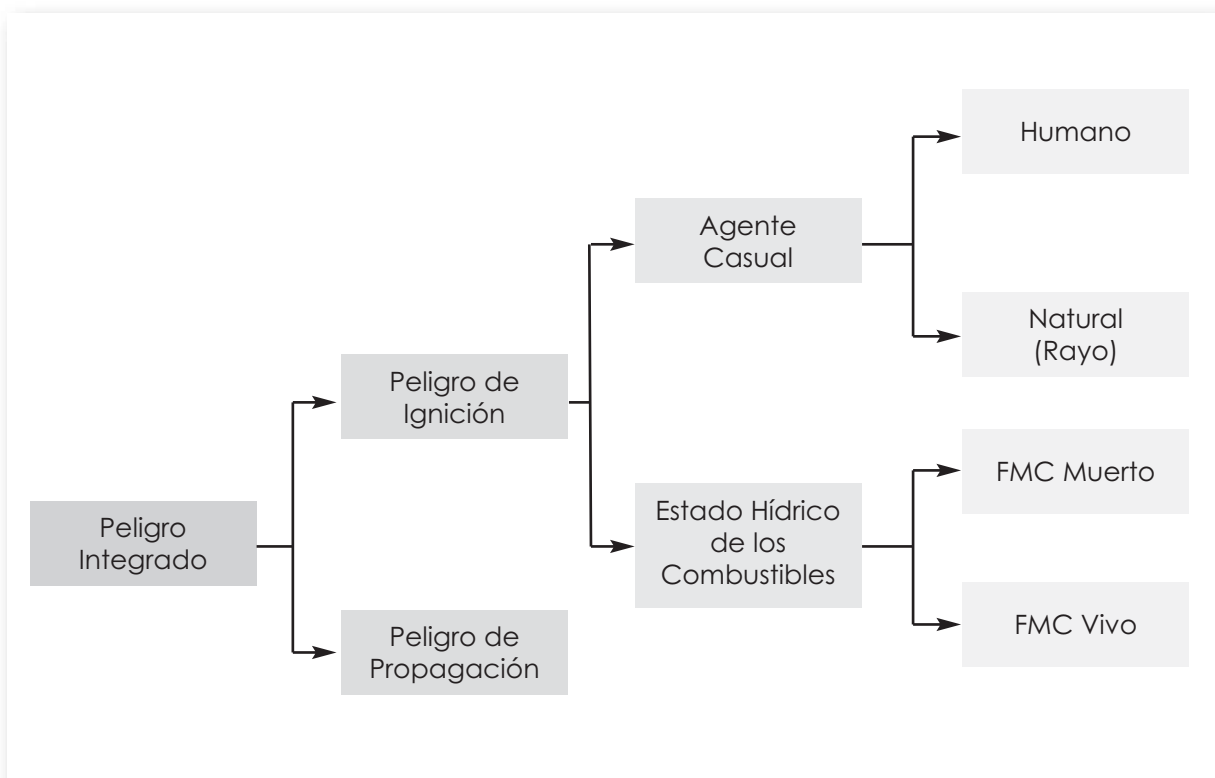 Peligro
Integrado
Peligro de
Ignición
Peligro de
Propagación
Agente
Casual
Estado Hídrico
de los
Combustibles
Humano
Natural
(Rayo)
FMC Muerto
FMC Vivo